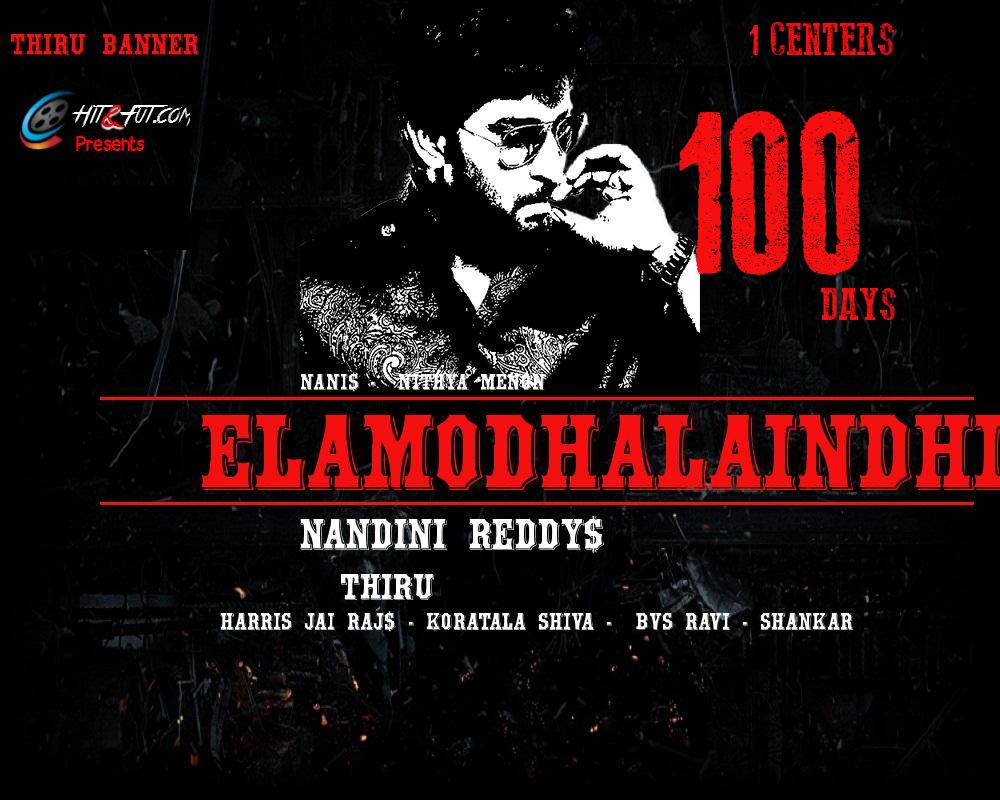 THIRU BANNER
1 CENTERS
HIT&FUT.COM
Presents
100
DAYS
NANI$ - NITHYA MENON
ELAMODHALAINDHI
NANDINI REDDY$
THIRU
HARRIS JAI RAJ$ - KORATALA SHIVA - BVS RAVI - SHANKAR